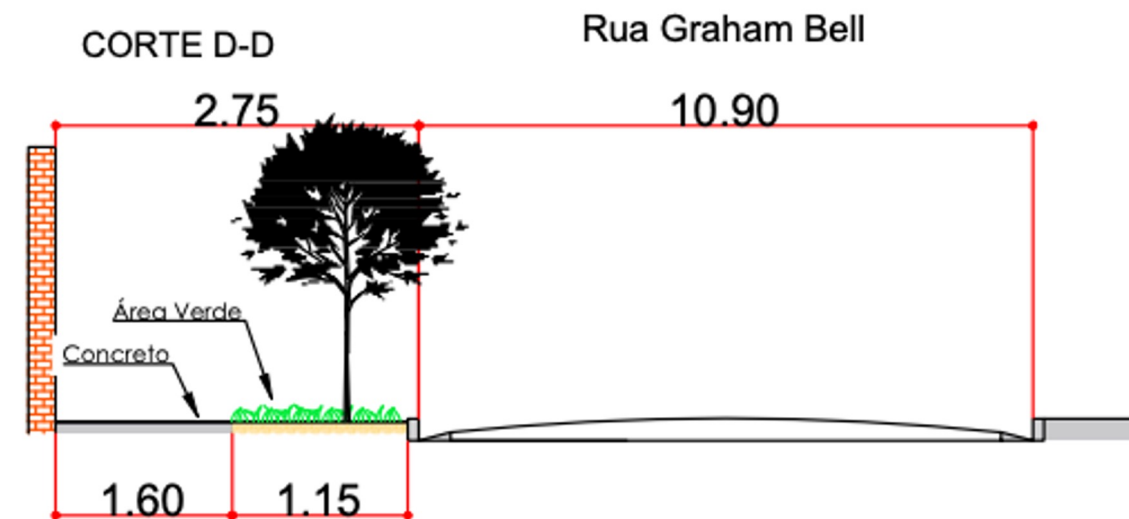 CORTE D-D
Rua Graham Bell
2.75
10.90
Área Verde
Concreto
1.60
1.15